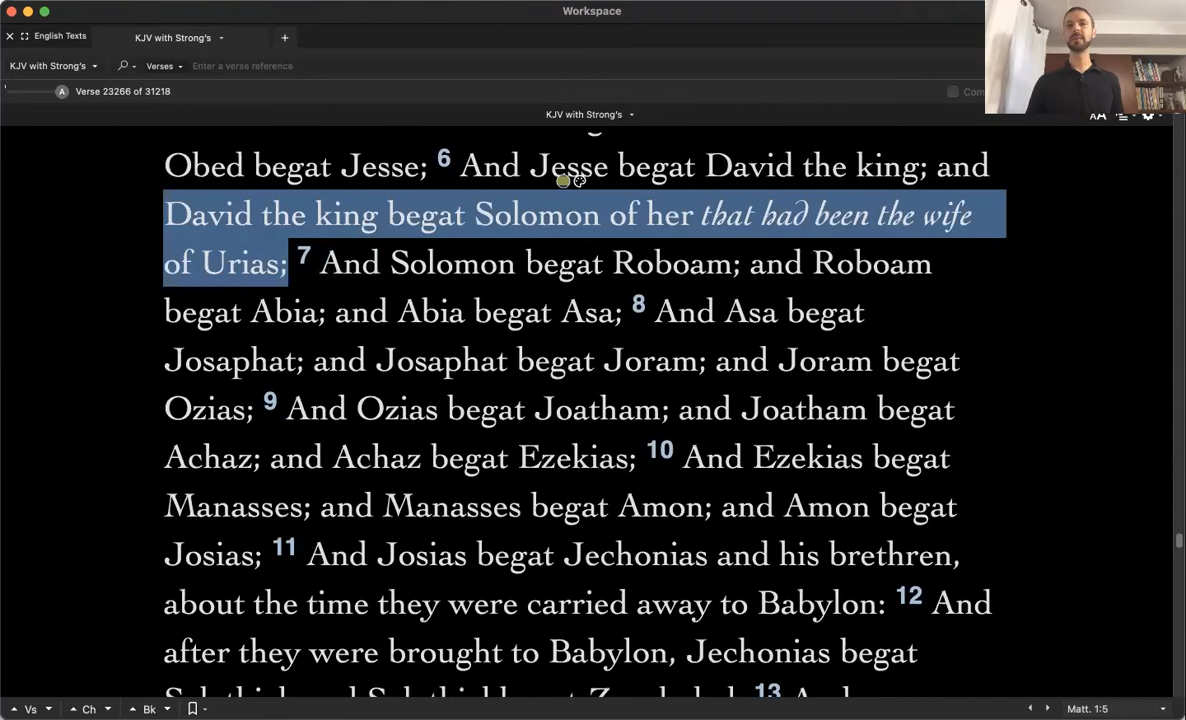 Workspace
English Texts
KJV with Strong's
+
KJV with Strong's
Verses
Enter a verse reference
A
Verse 23266 of 31218
KJV with Strong's
AA
Obed begat Jesse; 6 And Jesse begat David the king; and
David the king begat Solomon of her that had been the wife
of Urias; 7 And Solomon begat Roboam; and Roboam
begat Abia; and Abia begat Asa; 8 And Asa begat
Josaphat; and Josaphat begat Joram; and Joram begat
Ozias; 9 And Ozias begat Joatham; and Joatham begat
Achaz; and Achaz begat Ezekias; 10 And Ezekias begat
Manasses; and Manasses begat Amon; and Amon begat
Josias; 11 And Josias begat Jechonias and his brethren,
about the time they were carried away to Babylon: 12 And
after they were brought to Babylon, Jechonias begat
13
Vs
Ch
Bk
Matt. 1:5